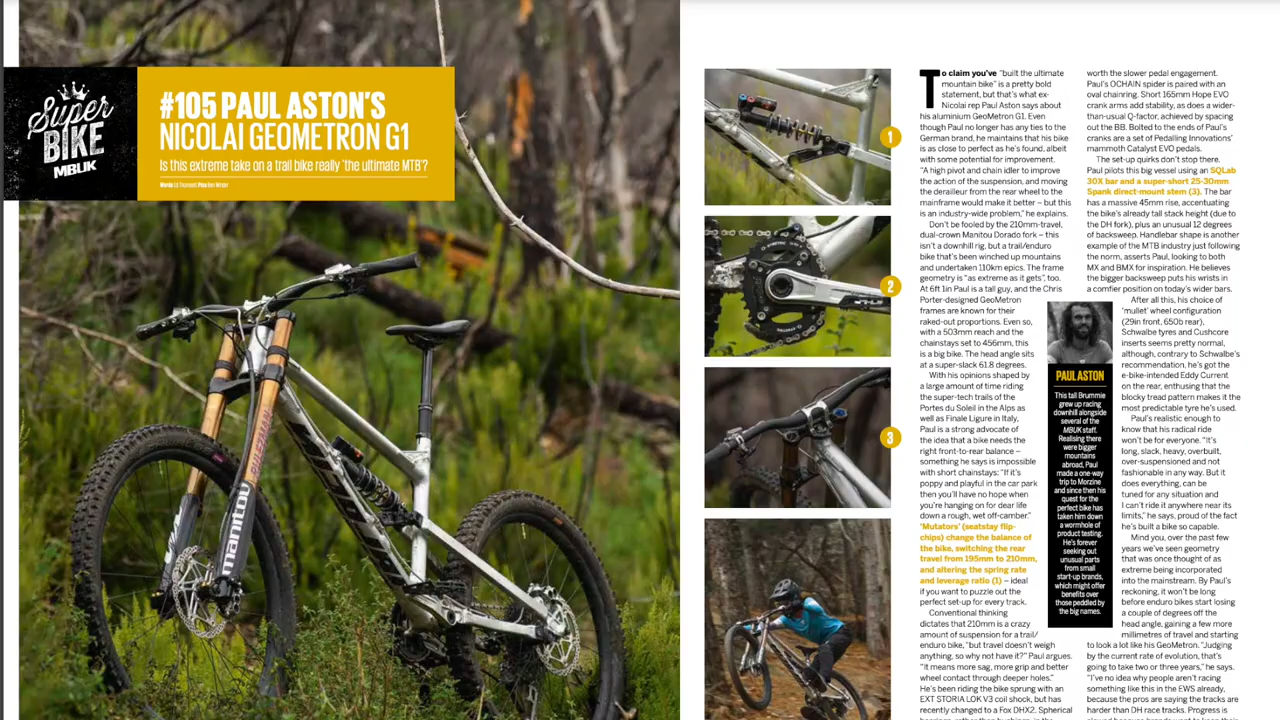 Super
BIKE
MBUK
#105 PAUL ASTON'S
NICOLAI GEOMETRON G1
Is this extreme take on a trail bike really 'the ultimate MTB'?
manitou
1
2
3
To claim you've "built the ultimate
mountain bike" is a pretty bold
statement, but that's what ex-
Nicolai rep Paul Aston says about
his aluminium GeoMetron G1. Even
though Paul no longer has any ties to the
German brand, he maintains that his bike
is as close to perfect as he's found, albeit
with some potential for improvement.
"A high pivot and chain idler to improve
the action of the suspension, and moving
the derailleur from the rear wheel to the
mainframe would make it better – but this
is an industry-wide problem," he explains.
Don't be fooled by the 210mm-travel,
dual-crown Manitou Dorado fork – this
isn't a downhill rig, but a trail/enduro
bike that's been winched up mountains
and undertaken 110km epics. The frame
geometry is "as extreme as it gets", too.
At 6ft 1in Paul is a tall guy, and the Chris
Porter-designed GeoMetron
frames are known for their
raked-out proportions. Even so,
with a 503mm reach and the
chainstays set to 456mm, this
is a big bike. The head angle sits
at a super-slack 61.8 degrees.
With his opinions shaped by
a large amount of time riding
the super-tech trails of the
Portes du Soleil in the Alps as
well as Finale Ligure in Italy,
Paul is a strong advocate of
the idea that a bike needs the
right front-to-rear balance –
something he says is impossible
with short chainstays: "If it's
poppy and playful in the car park
then you'll have no hope when
you're hanging on for dear life
down a rough, wet off-camber."
'Mutators' (seatstay flip-
chips) change the balance of
the bike, switching the rear
travel from 195mm to 210mm,
and altering the spring rate
and leverage ratio (1) – ideal
if you want to puzzle out the
perfect set-up for every track.
Conventional thinking
dictates that 210mm is a crazy
amount of suspension for a trail/
enduro bike, "but travel doesn't weigh
anything, so why not have it?" Paul argues.
"It means more sag, more grip and better
wheel contact through deeper holes."
He's been riding the bike sprung with an
EXT STORIA LOK V3 coil shock, but has
recently changed to a Fox DHX2. Spherical
worth the slower pedal engagement.
Paul's OCHAIN spider is paired with an
oval chainring. Short 165mm Hope EVO
crank arms add stability, as does a wider-
than-usual Q-factor, achieved by spacing
out the BB. Bolted to the ends of Paul's
cranks are a set of Pedalling Innovations'
mammoth Catalyst EVO pedals.
The set-up quirks don't stop there.
Paul pilots this big vessel using an SQLab
30X bar and a super-short 25-30mm
Spank direct-mount stem (3). The bar
has a massive 45mm rise, accentuating
the bike's already tall stack height (due to
the DH fork), plus an unusual 12 degrees
of backsweep. Handlebar shape is another
example of the MTB industry just following
the norm, asserts Paul, looking to both
MX and BMX for inspiration. He believes
the bigger backsweep puts his wrists in
a comfier position on today's wider bars.
After all this, his choice of
'mullet' wheel configuration
(29in front, 650b rear),
Schwalbe tyres and Cushcore
inserts seems pretty normal,
although, contrary to Schwalbe's
recommendation, he's got the
e-bike-intended Eddy Current
on the rear, enthusing that the
blocky tread pattern makes it the
most predictable tyre he's used.
Paul's realistic enough to
know that his radical ride
won't be for everyone. "It's
long, slack, heavy, overbuilt,
over-suspensioned and not
fashionable in any way. But it
does everything, can be
tuned for any situation and
I can't ride it anywhere near its
limits," he says, proud of the fact
he's built a bike so capable.
Mind you, over the past few
years we've seen geometry
that was once thought of as
extreme being incorporated
into the mainstream. By Paul's
reckoning, it won't be long
before enduro bikes start losing
a couple of degrees off the
head angle, gaining a few more
millimetres of travel and starting
to look a lot like his GeoMetron. "Judging
by the current rate of evolution, that's
going to take two or three years," he says.
"I've no idea why people aren't racing
something like this in the EWS already,
because the pros are saying the tracks are
harder than DH race tracks. Progress is
PAUL ASTON
This tall Brummie
grew up racing
downhill alongside
several of the
MBUK staff.
Realising there
were bigger
mountains
abroad, Paul
made a one-way
trip to Morzine
and since then his
quest for the
perfect bike has
taken him down
a wormhole of
product testing.
He's forever
seeking out
unusual parts
from small
start-up brands,
which might offer
benefits over
those peddled by
the big names.